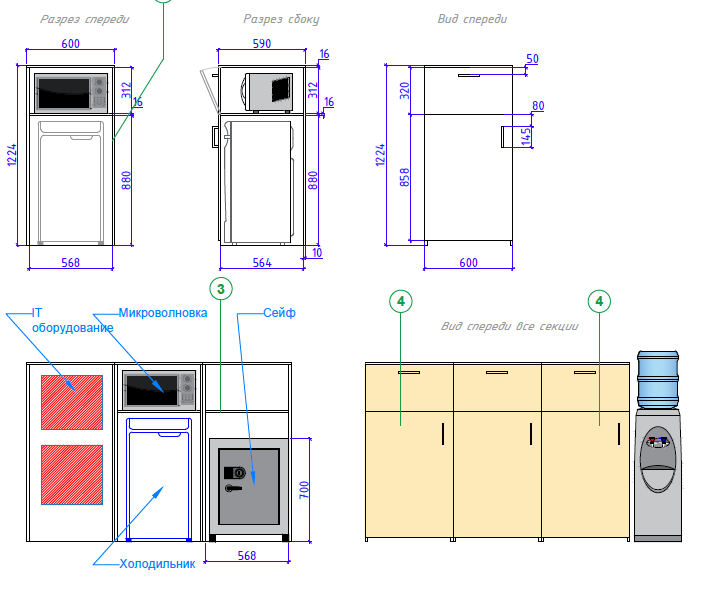 Разрез спереди
Разрез сбоку
Вид спереди
600
590
16
50
312
16
312
16
320
80
145
1224
880
880
1224
858
10
568
564
600
3
4
4
IT
оборудование
Микроволновка
Сейф
Вид спереди все секции
700
568
Холодильник